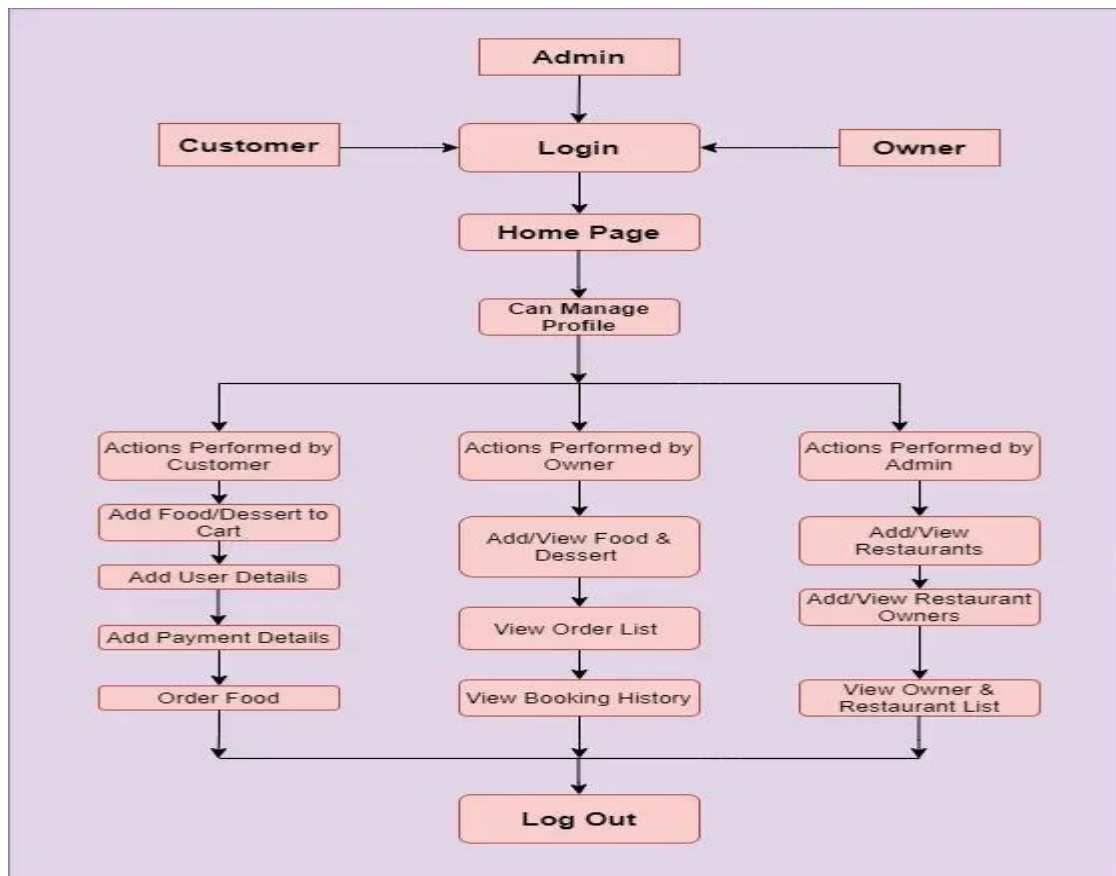 Admin
Customer
Login
Owner
Home Page
Can Manage
Profile
Actions Performed by
Customer
Actions Performed by
Owner
Actions Performed by
Admin
Add Food/Dessert to
Cart
Add/View Food &
Dessert
Add/View
Restaurants
Add User Details
Add/View Restaurant
Owners
Add Payment Details
View Order List
Order Food
View Booking History
View Owner &
Restaurant List
Log Out